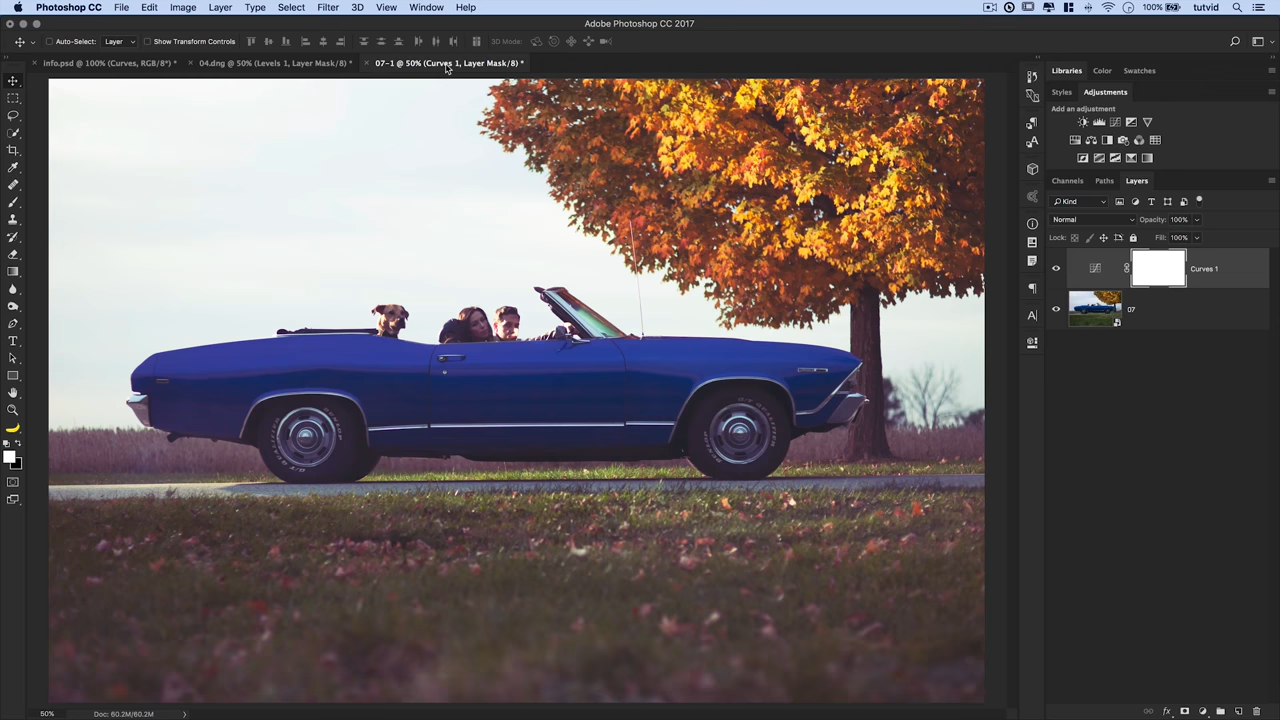 Photoshop CC File Edit Image Layer Type Select Filter 3D View Window Help 100% tutvid
Adobe Photoshop CC 2017
Auto-Select: Layer Show Transform Controls 3D Mode:
info.psd @ 100% (Curves, RGB/8*) * 04.dng @ 50% (Levels 1, Layer Mask/8) * 07-1 @ 50% (Curves 1, Layer Mask/8) *
Libraries Color Swatches
Styles Adjustments
Add an adjustment
Channels Paths Layers
Kind
Normal Opacity: 100%
Lock: Fill: 100%
Curves 1
07
50% Doc: 60.2M/60.2M